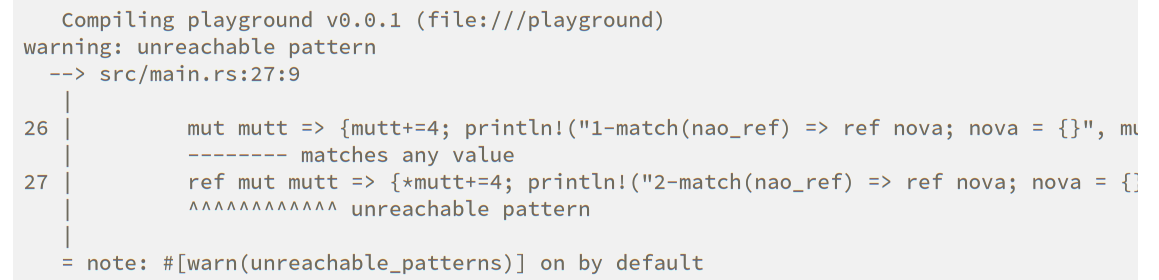 Compiling playground v0.0.1 (file:///playground)
warning: unreachable pattern
--> src/main.rs:27:9
|
26 | mut mutt => {mutt+=4; println!("1-match(nao_ref) => ref nova; nova = {}", mu
| -------- matches any value
27 | ref mut mutt => {*mutt+=4; println!("2-match(nao_ref) => ref nova; nova = {}
| ^^^^^^^^^^^^ unreachable pattern
|
= note: #[warn(unreachable_patterns)] on by default